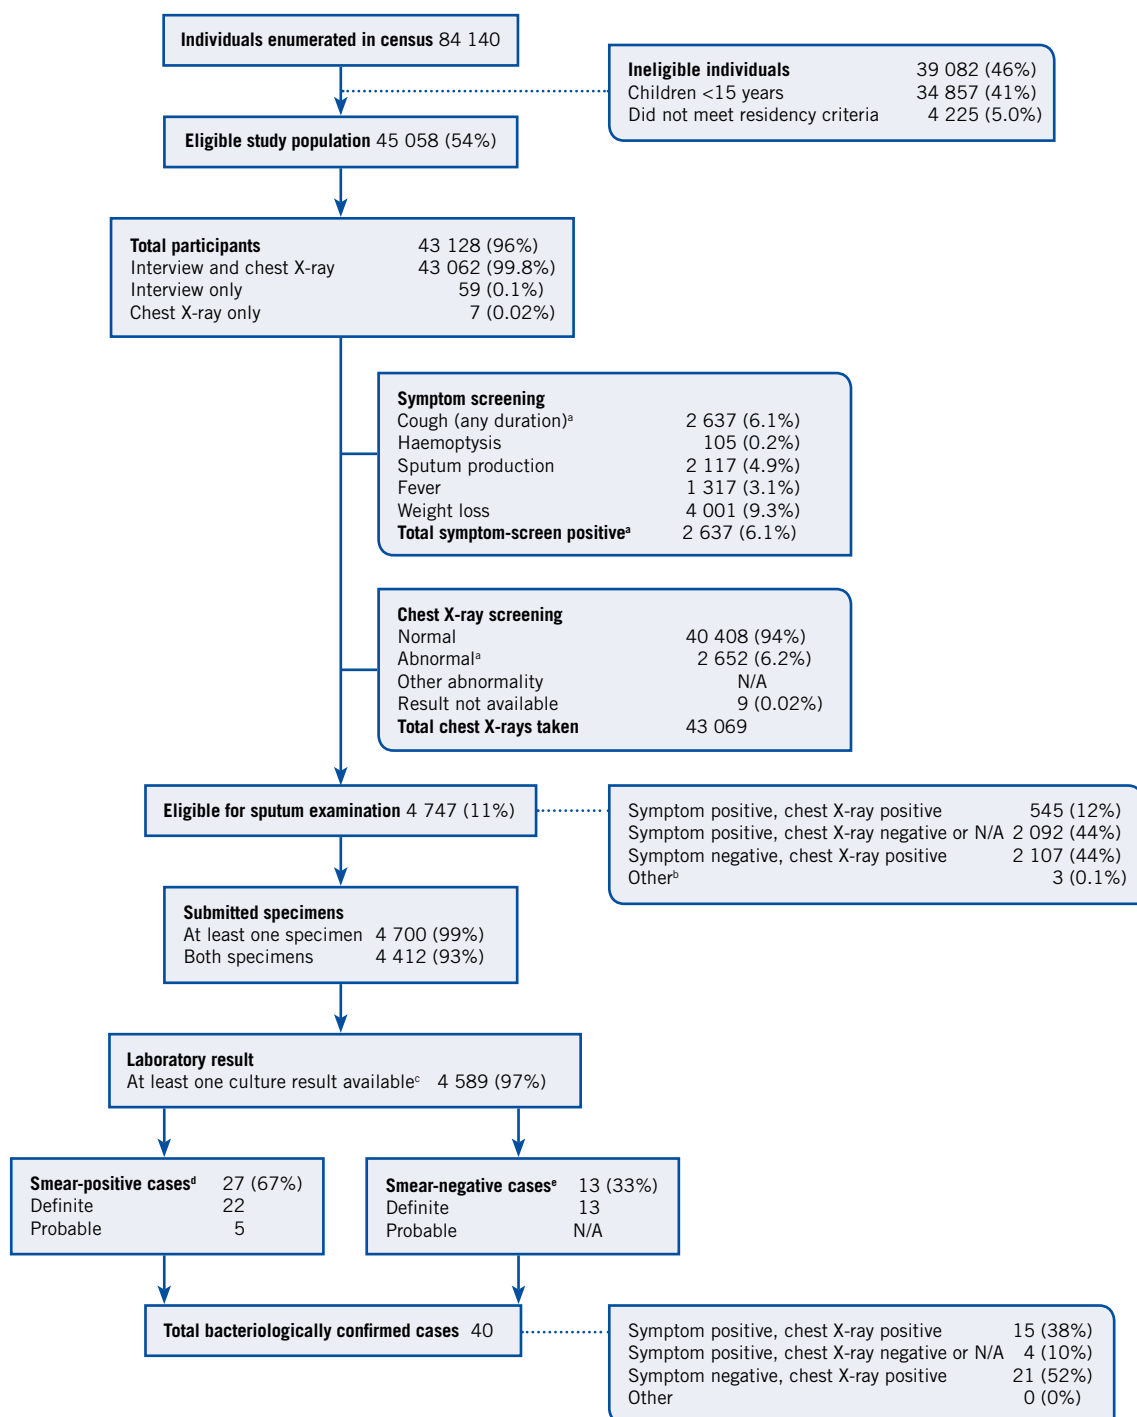 Individuals enumerated in census 84 140
Ineligible individuals 39 082 (46%)
Children <15 years 34 857 (41%)
Did not meet residency criteria 4 225 (5.0%)
Eligible study population 45 058 (54%)
Total participants 43 128 (96%)
Interview and chest X-ray 43 062 (99.8%)
Interview only 59 (0.1%)
Chest X-ray only 7 (0.02%)
Symptom screening
Cough (any duration)ᵃ 2 637 (6.1%)
Haemoptysis 105 (0.2%)
Sputum production 2 117 (4.9%)
Fever 1 317 (3.1%)
Weight loss 4 001 (9.3%)
Total symptom-screen positiveᵃ 2 637 (6.1%)
Chest X-ray screening
Normal 40 408 (94%)
Abnormalᵃ 2 652 (6.2%)
Other abnormality N/A
Result not available 9 (0.02%)
Total chest X-rays taken 43 069
Eligible for sputum examination 4 747 (11%)
Symptom positive, chest X-ray positive 545 (12%)
Symptom positive, chest X-ray negative or N/A 2 092 (44%)
Symptom negative, chest X-ray positive 2 107 (44%)
Otherᵇ 3 (0.1%)
Submitted specimens
At least one specimen 4 700 (99%)
Both specimens 4 412 (93%)
Laboratory result
At least one culture result availableᶜ 4 589 (97%)
Smear-positive casesᵈ 27 (67%)
Definite 22
Probable 5
Smear-negative casesᵉ 13 (33%)
Definite 13
Probable N/A
Total bacteriologically confirmed cases 40
Symptom positive, chest X-ray positive 15 (38%)
Symptom positive, chest X-ray negative or N/A 4 (10%)
Symptom negative, chest X-ray positive 21 (52%)
Other 0 (0%)